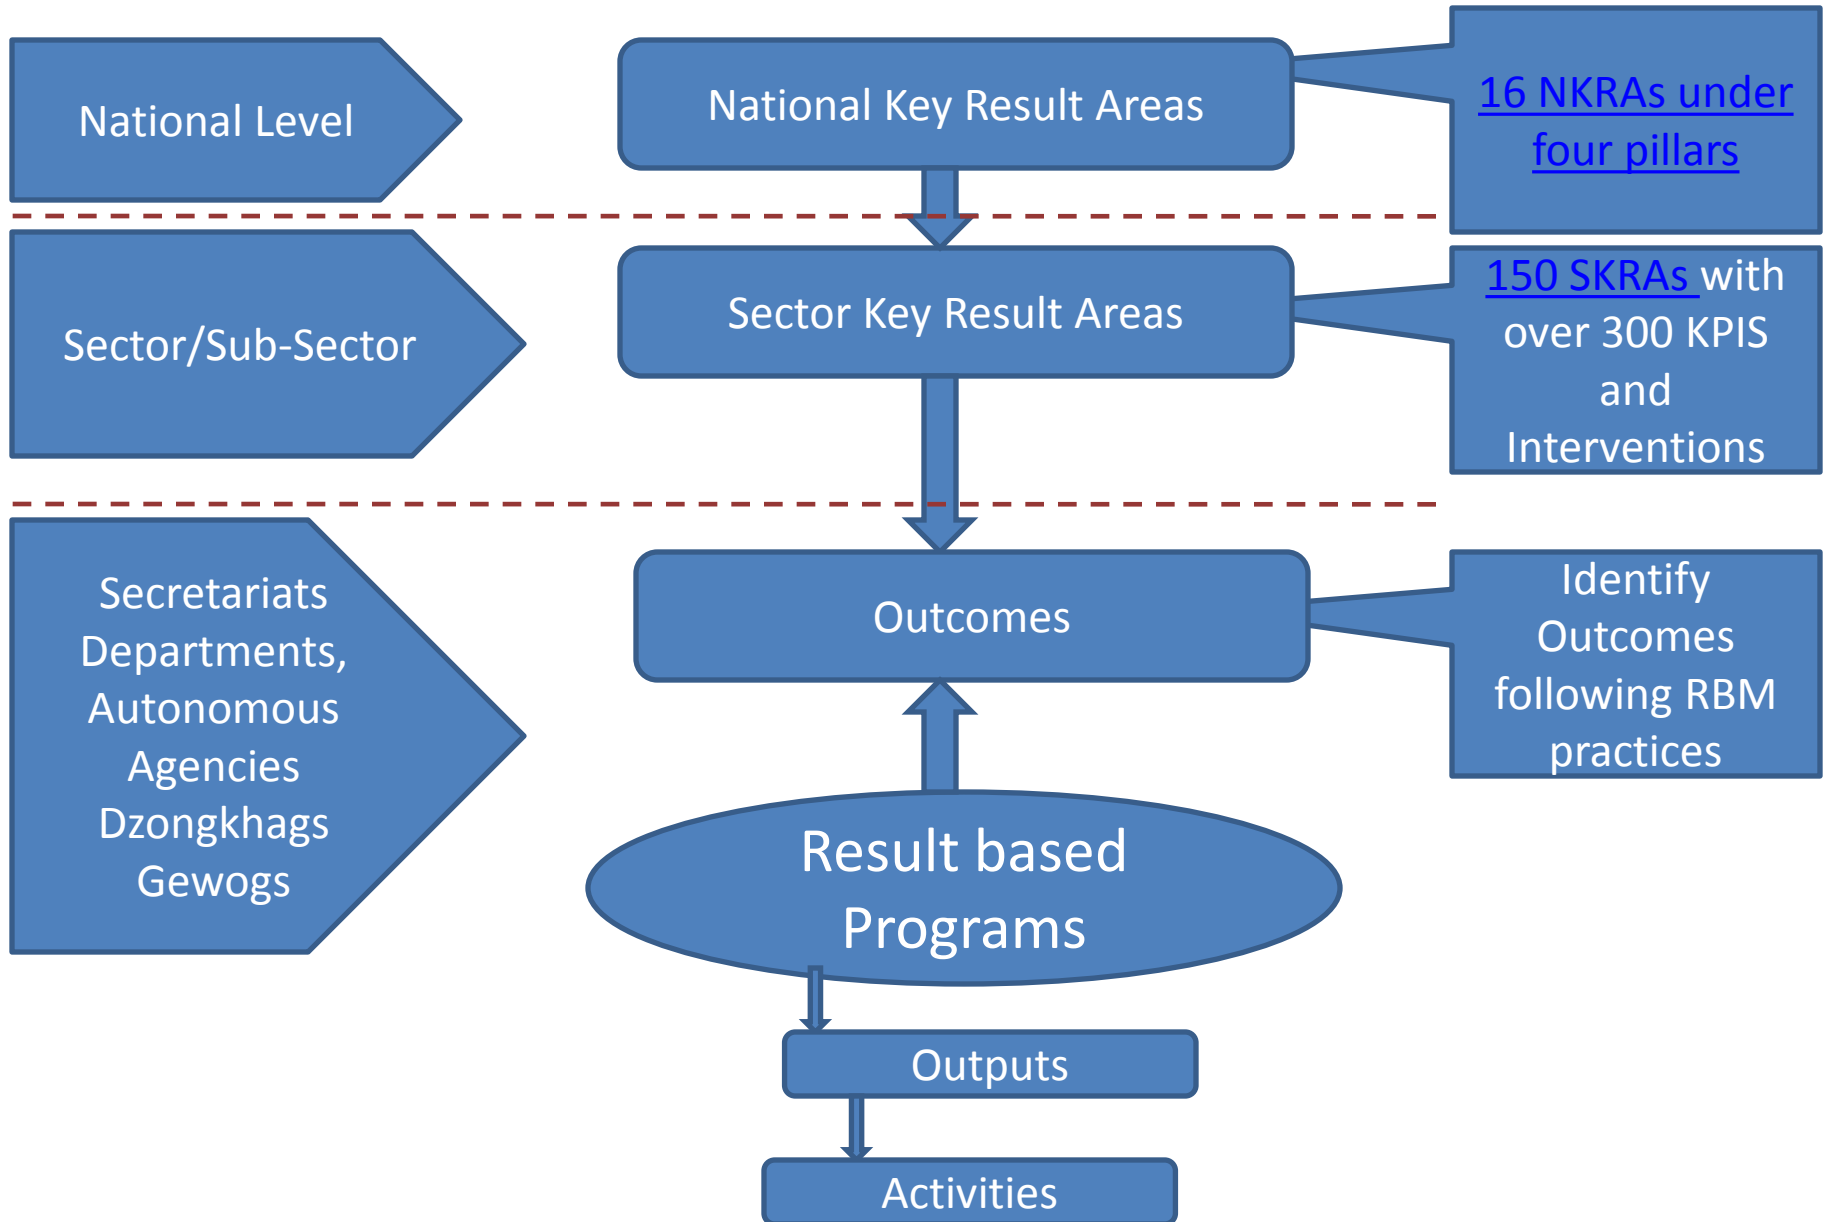 National Level
National Key Result Areas
16 NKRAs under
four pillars
Sector/Sub-Sector
Sector Key Result Areas
150 SKRAs with
over 300 KPIS
and
Interventions
Secretariats
Departments,
Autonomous
Agencies
Dzongkhags
Gewogs
Outcomes
Identify
Outcomes
following RBM
practices
Result based
Programs
Outputs
Activities